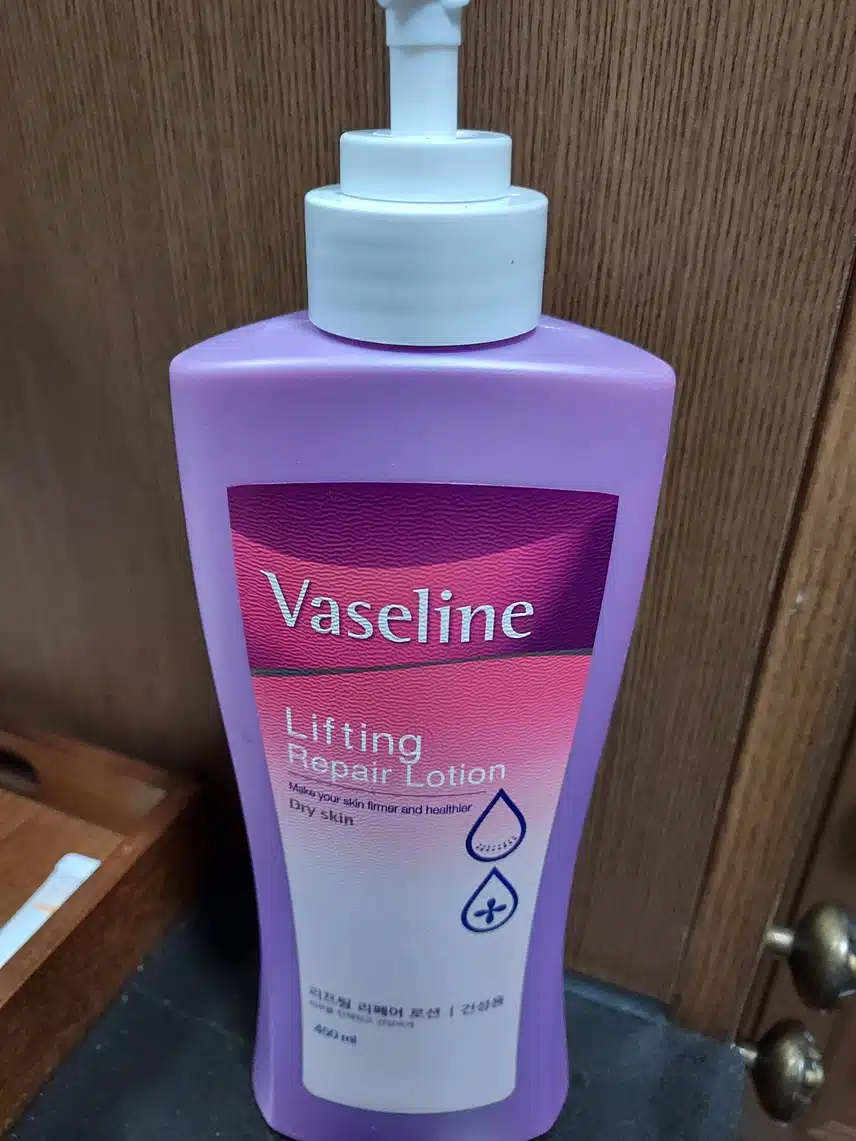 Vaseline
Lifting
Repair Lotion
Make your skin firmer and healthier
Dry skin
리프팅 리페어 로션 | 건성용
450 ml